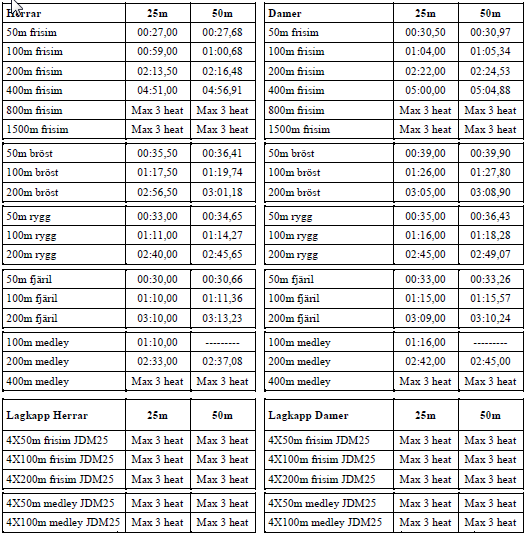 Herrar 25m 50m
50m frisim 00:27,00 00:27,68
100m frisim 00:59,00 01:00,68
200m frisim 02:13,50 02:16,48
400m frisim 04:51,00 04:56,91
800m frisim Max 3 heat Max 3 heat
1500m frisim Max 3 heat Max 3 heat
50m bröst 00:35,50 00:36,41
100m bröst 01:17,50 01:19,74
200m bröst 02:56,50 03:01,18
50m rygg 00:33,00 00:34,65
100m rygg 01:11,00 01:14,27
200m rygg 02:40,00 02:45,65
50m fjäril 00:30,00 00:30,66
100m fjäril 01:10,00 01:11,36
200m fjäril 03:10,00 03:13,23
100m medley 01:10,00 ---------
200m medley 02:33,00 02:37,08
400m medley Max 3 heat Max 3 heat
Lagkapp Herrar 25m 50m
4X50m frisim JDM25 Max 3 heat Max 3 heat
4X100m frisim JDM25 Max 3 heat Max 3 heat
4X200m frisim JDM25 Max 3 heat Max 3 heat
4X50m medley JDM25 Max 3 heat Max 3 heat
4X100m medley JDM25 Max 3 heat Max 3 heat
Damer 25m 50m
50m frisim 00:30,50 00:30,97
100m frisim 01:04,00 01:05,34
200m frisim 02:22,00 02:24,53
400m frisim 05:00,00 05:04,88
800m frisim Max 3 heat Max 3 heat
1500m frisim Max 3 heat Max 3 heat
50m bröst 00:39,00 00:39,90
100m bröst 01:26,00 01:27,80
200m bröst 03:05,00 03:08,90
50m rygg 00:35,00 00:36,43
100m rygg 01:16,00 01:18,28
200m rygg 02:45,00 02:49,07
50m fjäril 00:33,00 00:33,26
100m fjäril 01:15,00 01:15,57
200m fjäril 03:09,00 03:10,24
100m medley 01:16,00 ---------
200m medley 02:42,00 02:45,00
400m medley Max 3 heat Max 3 heat
Lagkapp Damer 25m 50m
4X50m frisim JDM25 Max 3 heat Max 3 heat
4X100m frisim JDM25 Max 3 heat Max 3 heat
4X200m frisim JDM25 Max 3 heat Max 3 heat
4X50m medley JDM25 Max 3 heat Max 3 heat
4X100m medley JDM25 Max 3 heat Max 3 heat